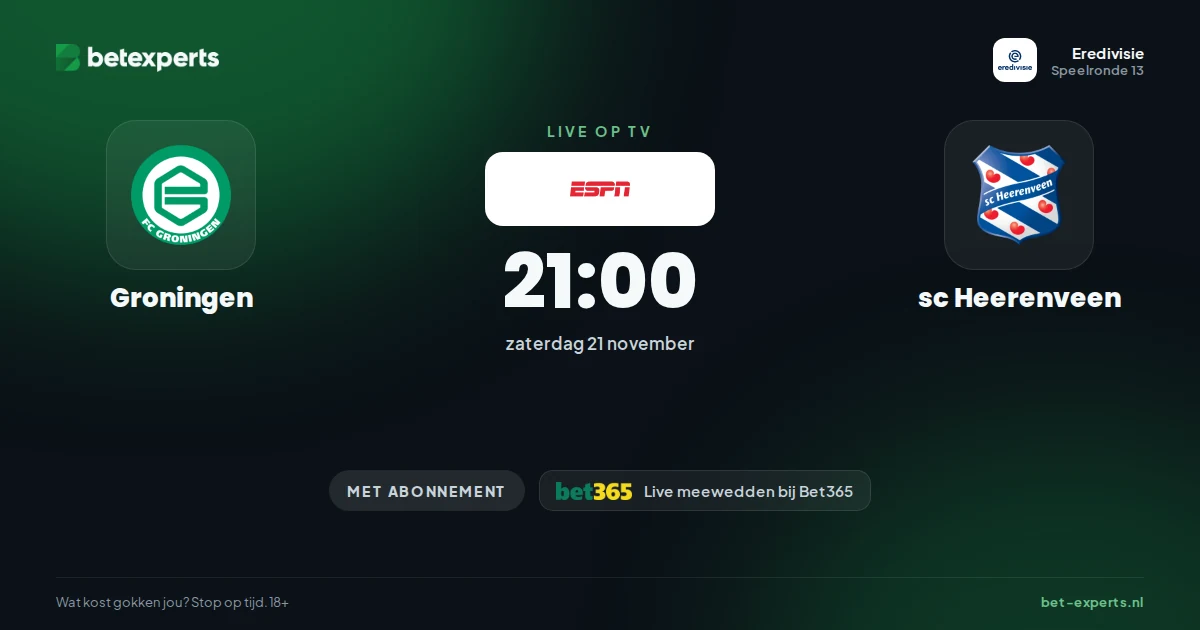 betexperts
eredivisie
Eredivisie
Speelronde 13
LIVE OP TV
ESPN
FC GRONINGEN
sc Heerenveen
21:00
Groningen
sc Heerenveen
zaterdag 21 november
MET ABONNEMENT
bet365 Live meewedden bij Bet365
Wat kost gokken jou? Stop op tijd. 18+
bet-experts.nl